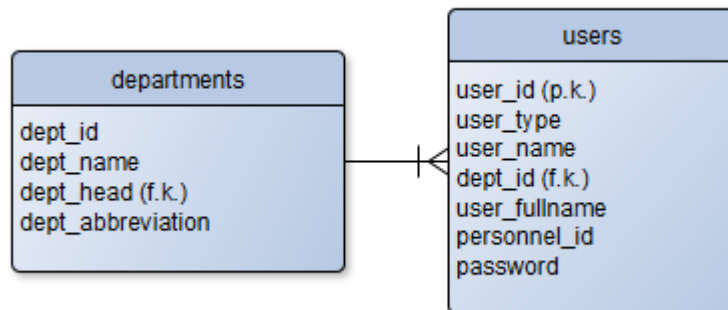 departments
dept_id
dept_name
dept_head (f.k.)
dept_abbreviation
users
user_id (p.k.)
user_type
user_name
dept_id (f.k.)
user_fullname
personnel_id
password